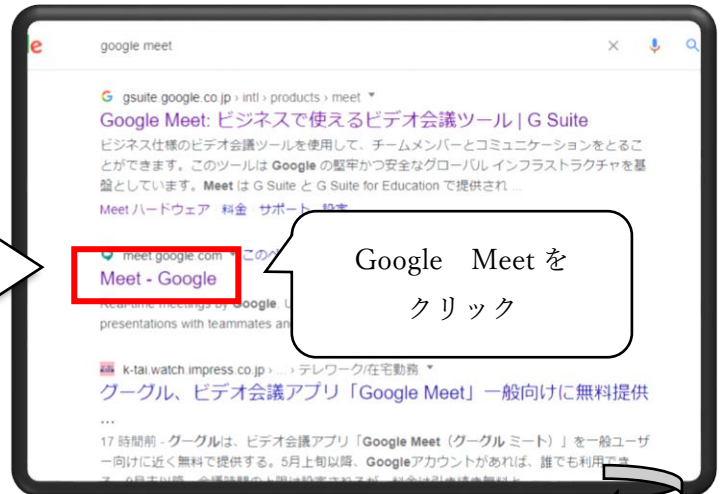 e google meet
gsuite.google.co.jp › intl › products › meet
Google Meet: ビジネスで使えるビデオ会議ツール | G Suite
ビジネス仕様のビデオ会議ツールを使用して、チームメンバーとコミュニケーションをとるこ
とができます。このツールは Google の堅牢かつ安全なグローバル インフラストラクチャを基
盤としています。Meet は G Suite と G Suite for Education で提供され ...
Meet ハードウェア 料金 サポート 設定
meet.google.com このペ
Meet - Google
Real-time meetings by Google. U
presentations with teammates an
Google Meet を
クリック
k-tai.watch.impress.co.jp › ... › テレワーク/在宅勤務
グーグル、ビデオ会議アプリ「Google Meet」一般向けに無料提供
...
17 時間前 - グーグルは、ビデオ会議アプリ「Google Meet（グーグル ミート）」を一般ユーザ
ー向けに近く無料で提供する。5月上旬以降、Googleアカウントがあれば、誰でも利用でき